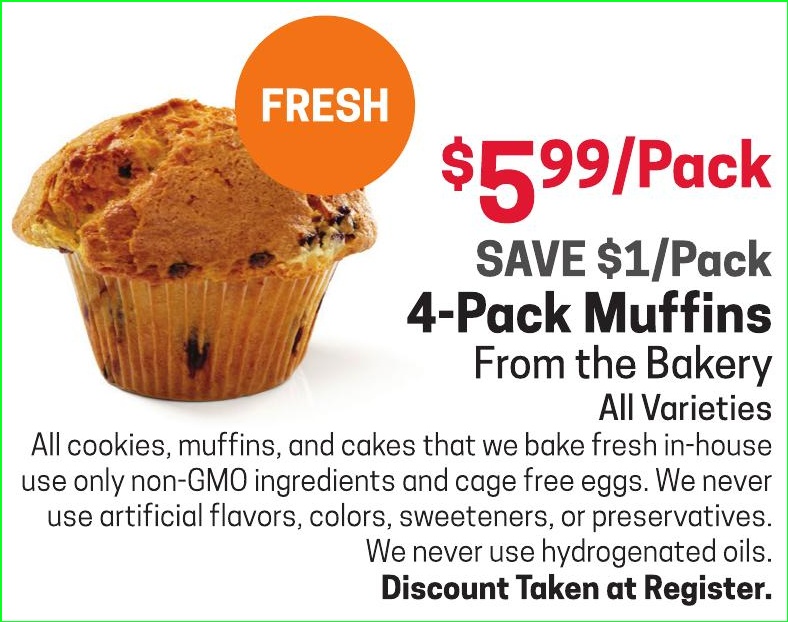 FRESH
$5.99/Pack
SAVE $1/Pack
4-Pack Muffins
From the Bakery
All Varieties
All cookies, muffins, and cakes that we bake fresh in-house
use only non-GMO ingredients and cage free eggs. We never
use artificial flavors, colors, sweeteners, or preservatives.
We never use hydrogenated oils.
Discount Taken at Register.